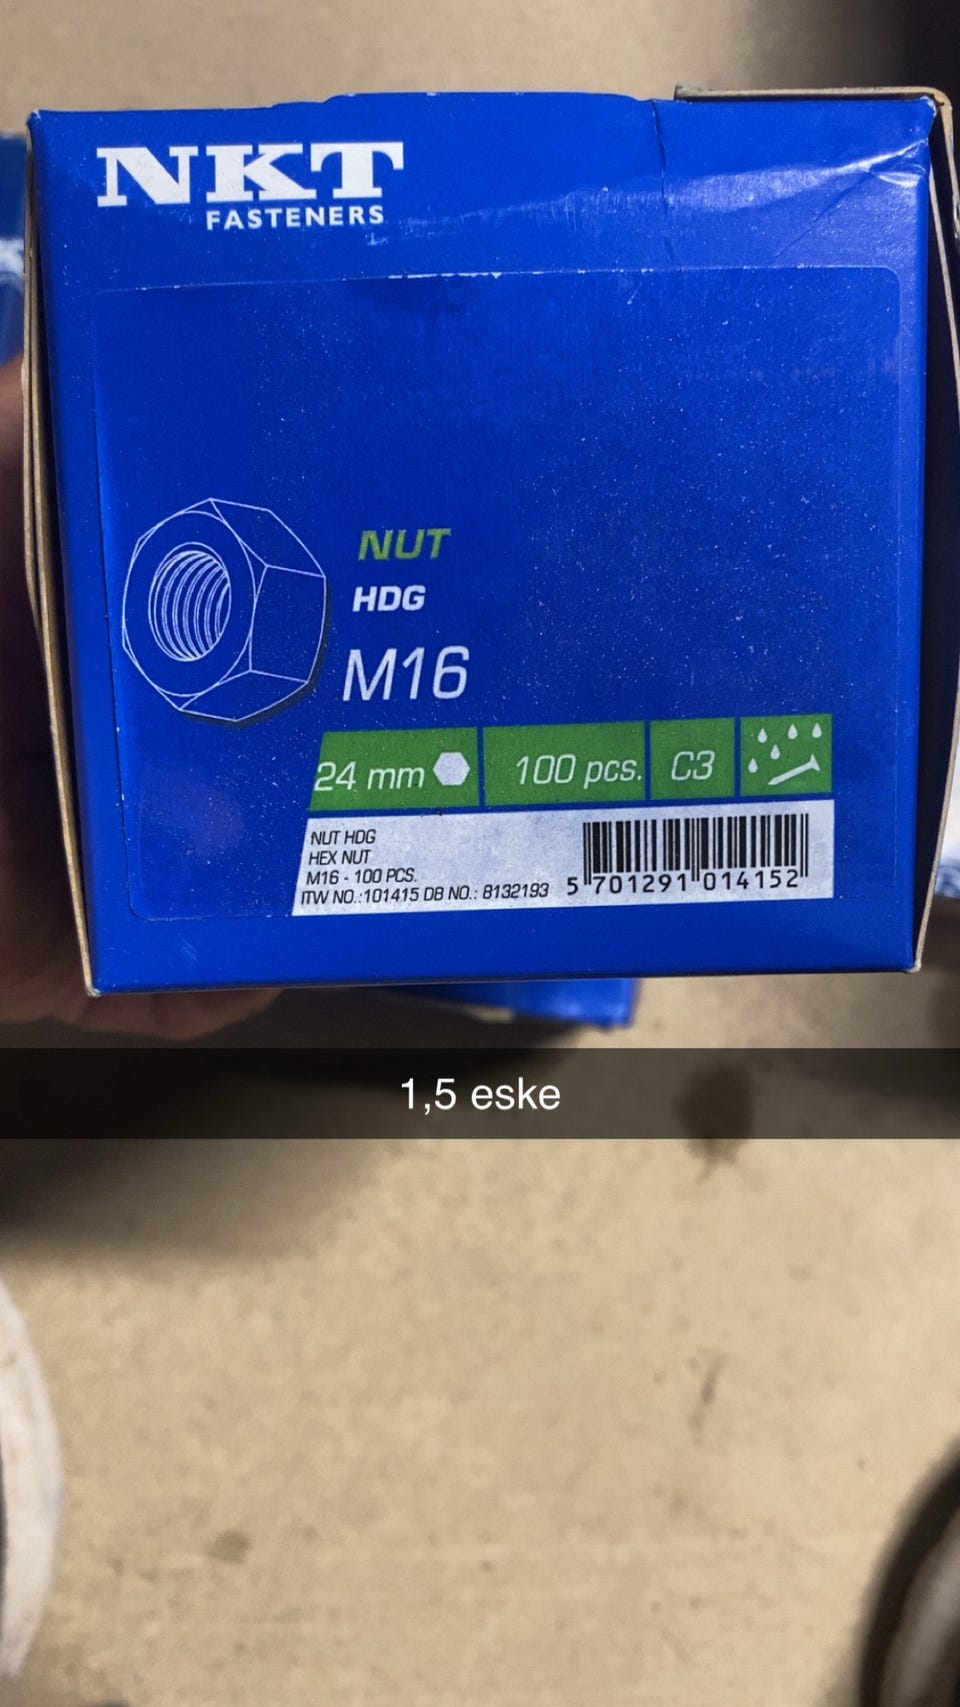 NKT
FASTENERS
NUT
HDG
M16
24 mm
100 pcs.
C3
NUT HDG
HEX NUT
M16 - 100 PCS.
ITW NO.:101415 DB NO.: 8132193
5 701291 014152
1,5 eske